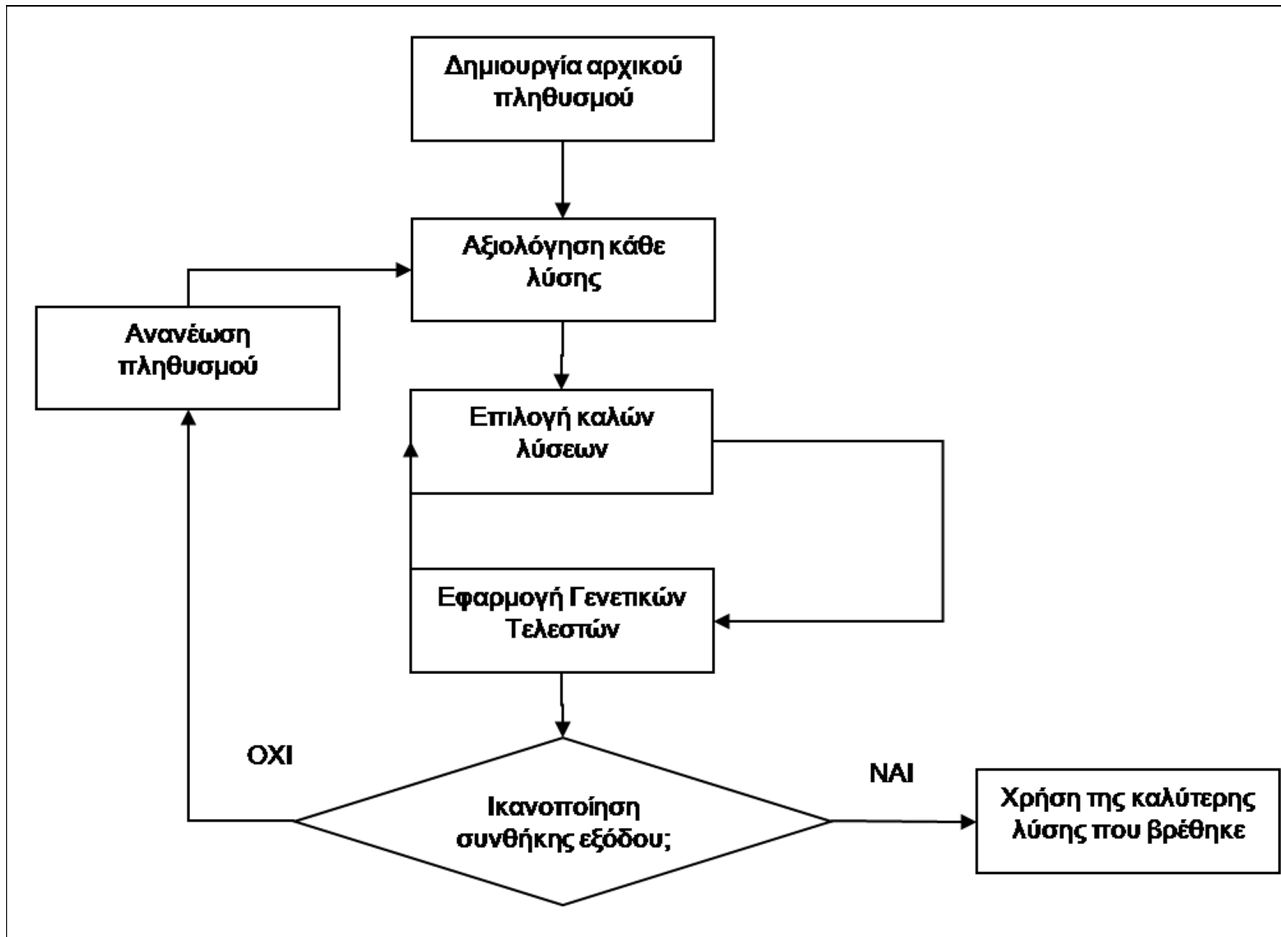 Δημιουργία αρχικού
πληθυσμού
Αξιολόγηση κάθε
λύσης
Ανανέωση
πληθυσμού
Επιλογή καλών
λύσεων
Εφαρμογή Γενετικών
Τελεστών
ΟΧΙ
ΝΑΙ
Ικανοποίηση
συνθήκης εξόδου;
Χρήση της καλύτερης
λύσης που βρέθηκε